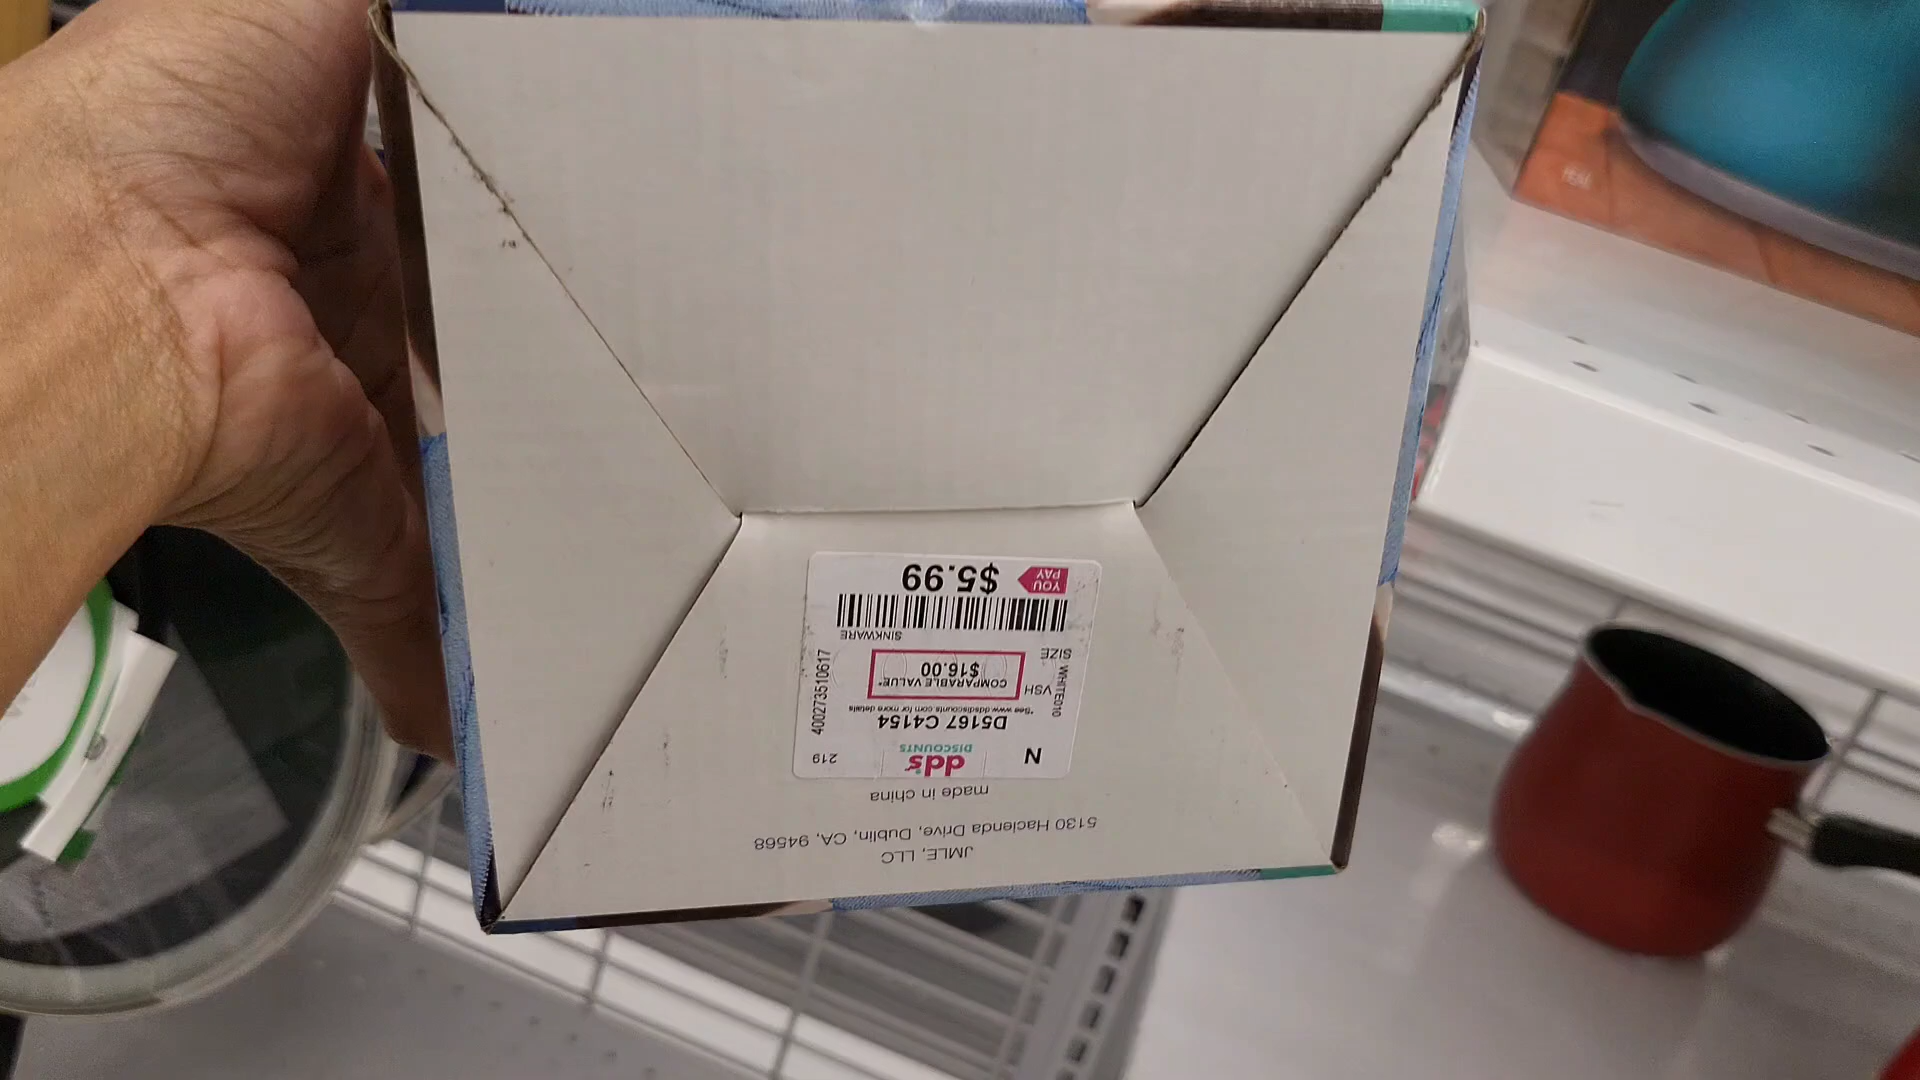 JMLE, LLC
5130 Hacienda Drive, Dublin, CA, 94568
made in china
N
dds
DISCOUNTS
219
D5167 C4154
*See www.ddsdiscounts.com for more details
COMPARABLE VALUE*
$16.00
VSH
SIZE
WHITE010
400273510617
SINKWARE
YOU PAY
$5.99